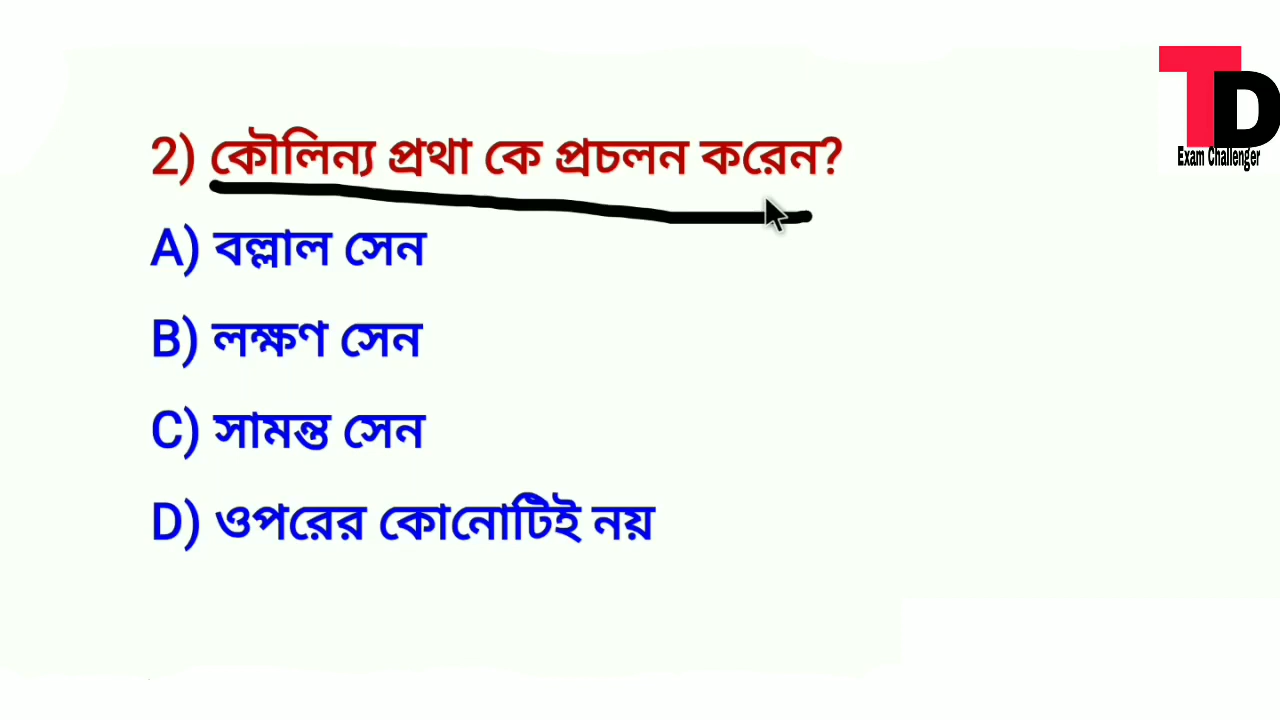 TD
Exam Challenger
2) কৌলিন্য প্রথা কে প্রচলন করেন?
A) বল্লাল সেন
B) লক্ষণ সেন
C) সামন্ত সেন
D) ওপরের কোনোটিই নয়